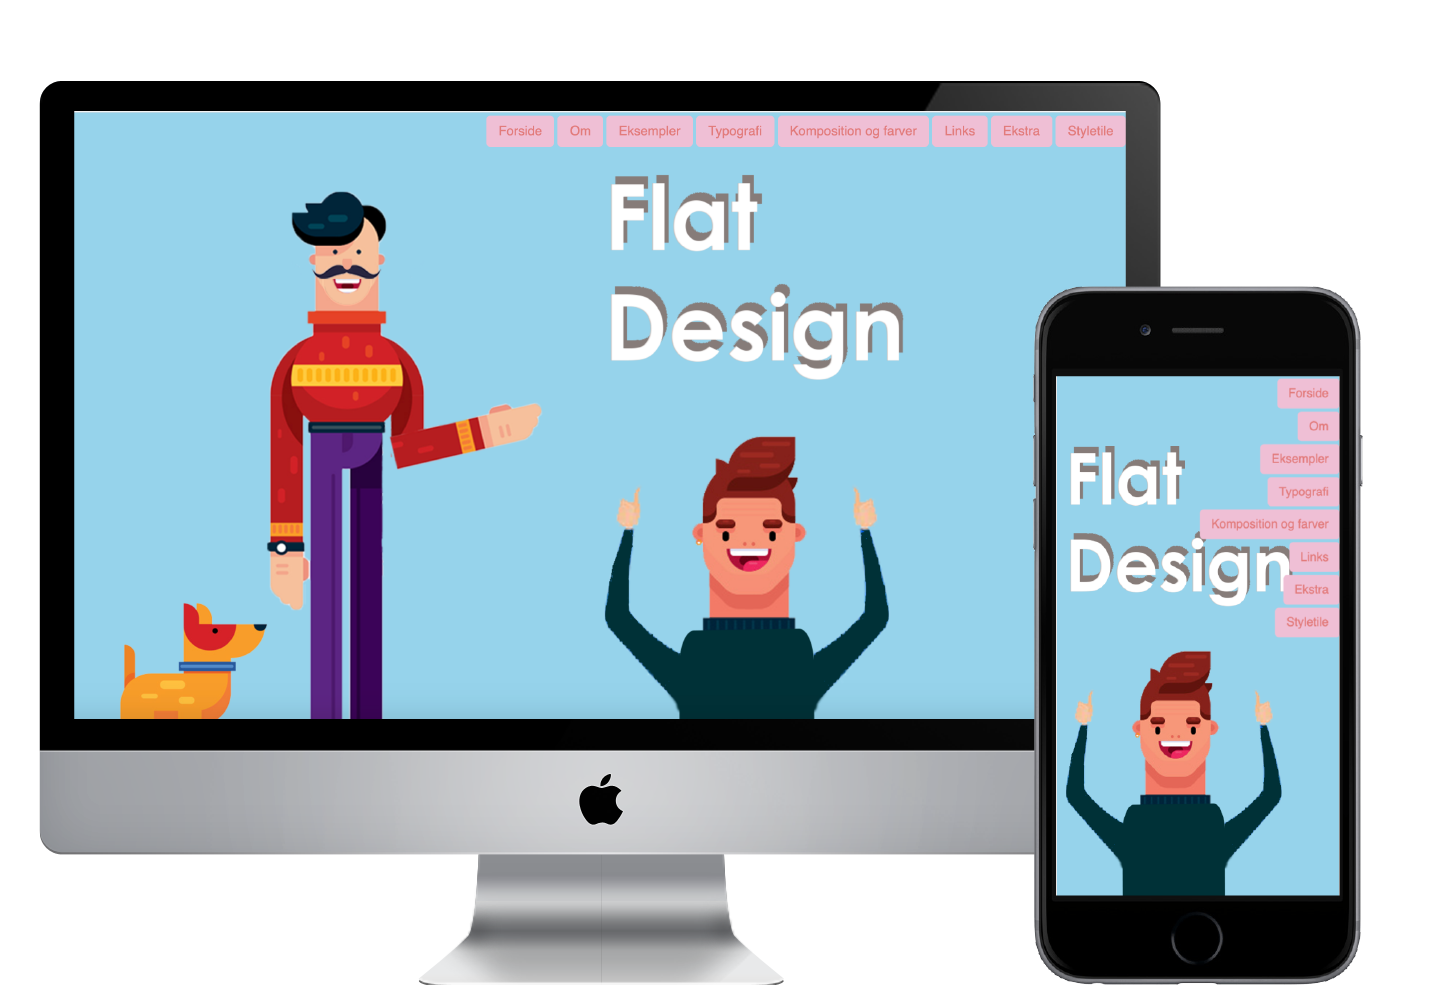 Forside Om Eksempler Typografi Komposition og farver Links Ekstra Styletile
Flat
Design
Forside
Om
Eksempler
Typografi
Komposition og farver
Links
Ekstra
Styletile
Flat
Design